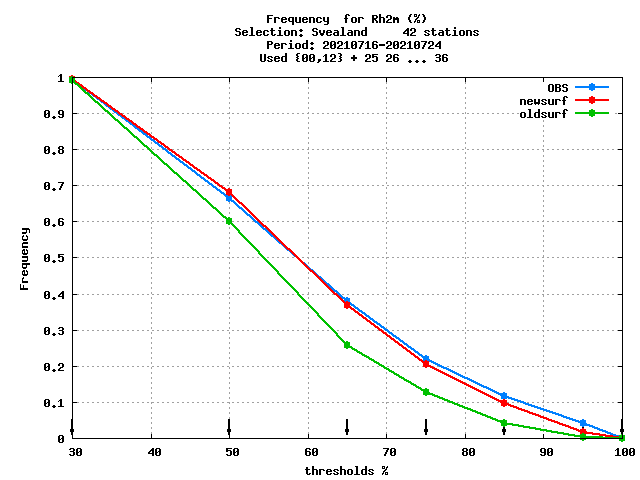 Frequency  for Rh2m (%)
Selection: Svealand     42 stations
Period: 20210716-20210724
Used {00,12} + 25 26 ... 36
OBS
newsurf
oldsurf
1
0.9
0.8
0.7
0.6
0.5
0.4
0.3
0.2
0.1
0
Frequency
30 40 50 60 70 80 90 100
thresholds %